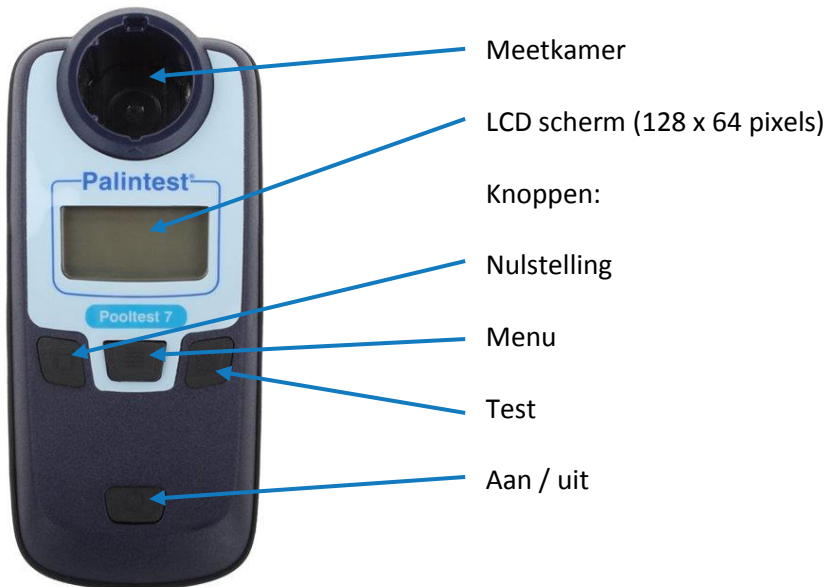 Meetkamer
LCD scherm (128 x 64 pixels)
Palintest®
Knoppen:
Nulstelling
Pooltest 7
Menu
Test
Aan / uit